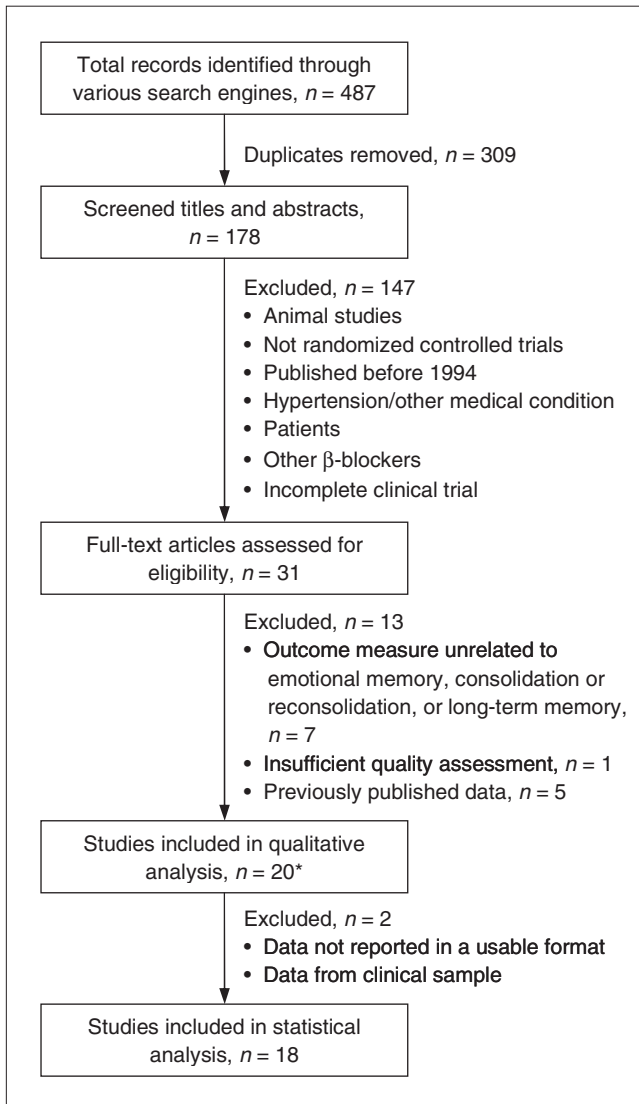 Total records identified through
various search engines, n = 487
Duplicates removed, n = 309
Screened titles and abstracts,
n = 178
Excluded, n = 147
• Animal studies
• Not randomized controlled trials
• Published before 1994
• Hypertension/other medical condition
• Patients
• Other β-blockers
• Incomplete clinical trial
Full-text articles assessed for
eligibility, n = 31
Excluded, n = 13
• Outcome measure unrelated to
emotional memory, consolidation or
reconsolidation, or long-term memory,
n = 7
• Insufficient quality assessment, n = 1
• Previously published data, n = 5
Studies included in qualitative
analysis, n = 20*
Excluded, n = 2
• Data not reported in a usable format
• Data from clinical sample
Studies included in statistical
analysis, n = 18